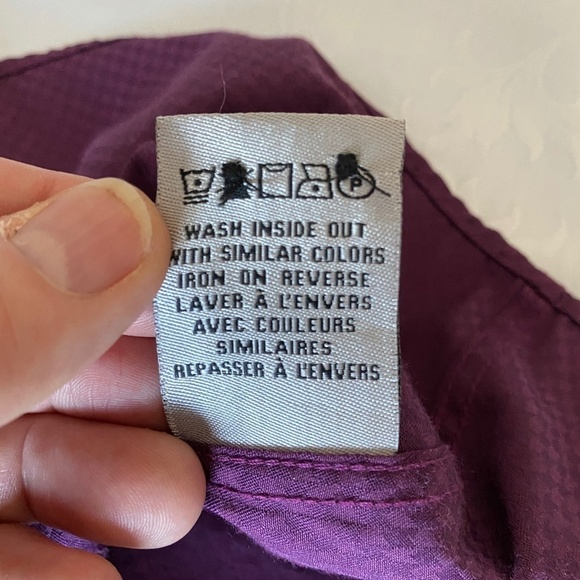 P
WASH INSIDE OUT
WITH SIMILAR COLORS
IRON ON REVERSE
LAVER À L'ENVERS
AVEC COULEURS
SIMILAIRES
REPASSER À L'ENVERS